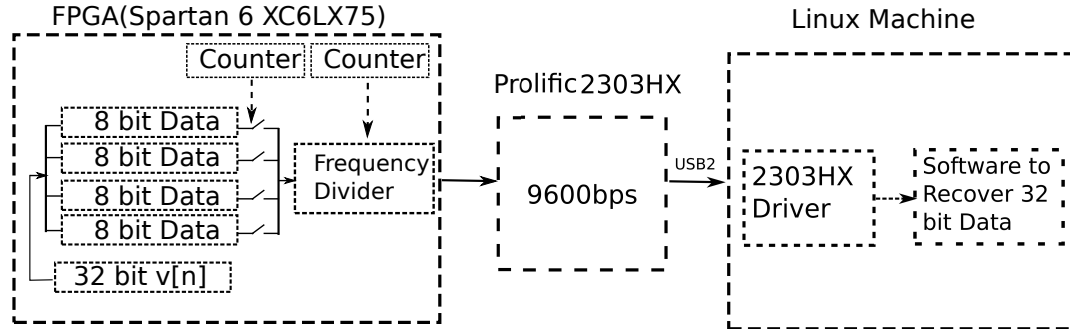 FPGA(Spartan 6 XC6LX75)
Linux Machine
Counter
Counter
Prolific 2303HX
8 bit Data
8 bit Data
8 bit Data
8 bit Data
32 bit v[n]
Frequency
Divider
9600bps
USB2
2303HX
Driver
Software to
Recover 32
bit Data